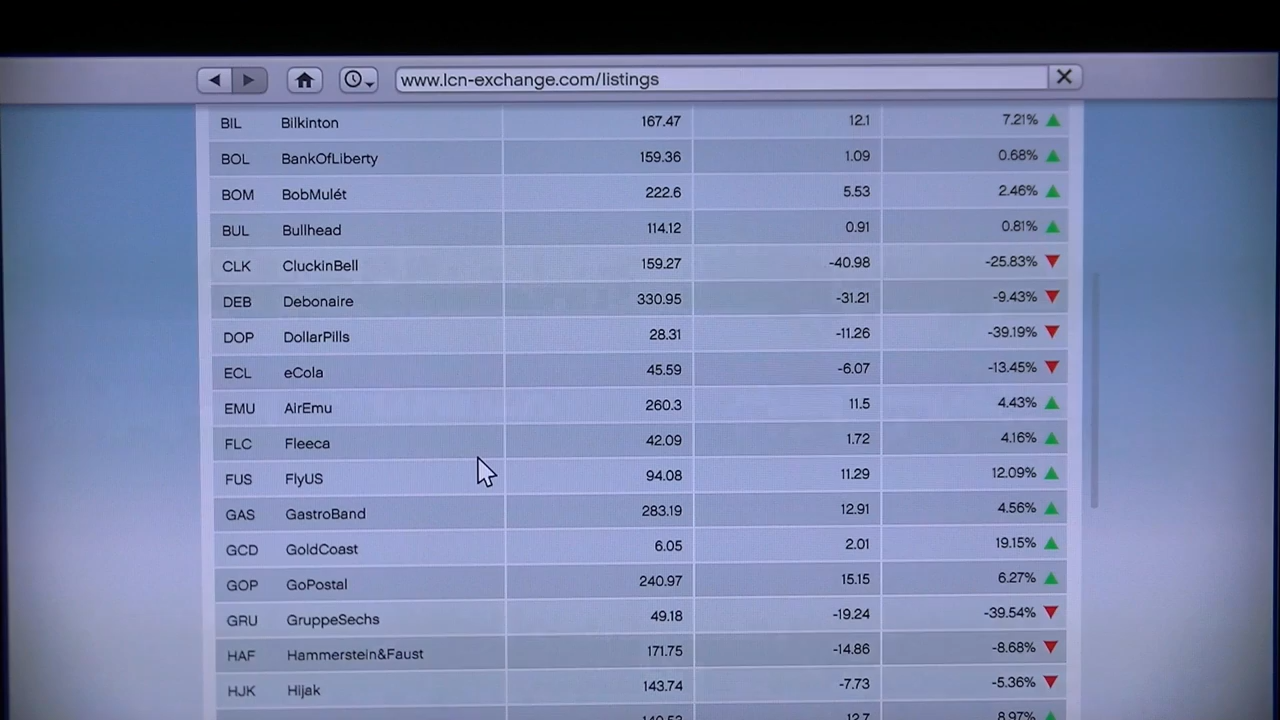 www.lcn-exchange.com/listings
BIL Bilkinton 167.47 12.1 7.21%
BOL BankOfLiberty 159.36 1.09 0.68%
BOM BobMulét 222.6 5.53 2.46%
BUL Bullhead 114.12 0.91 0.81%
CLK CluckinBell 159.27 -40.98 -25.83%
DEB Debonaire 330.95 -31.21 -9.43%
DOP DollarPills 28.31 -11.26 -39.19%
ECL eCola 45.59 -6.07 -13.45%
EMU AirEmu 260.3 11.5 4.43%
FLC Fleeca 42.09 1.72 4.16%
FUS FlyUS 94.08 11.29 12.09%
GAS GastroBand 283.19 12.91 4.56%
GCD GoldCoast 6.05 2.01 19.15%
GOP GoPostal 240.97 15.15 6.27%
GRU GruppeSechs 49.18 -19.24 -39.54%
HAF Hammerstein&Faust 171.75 -14.86 -8.68%
HJK Hijak 143.74 -7.73 -5.36%
12.7 8.97%